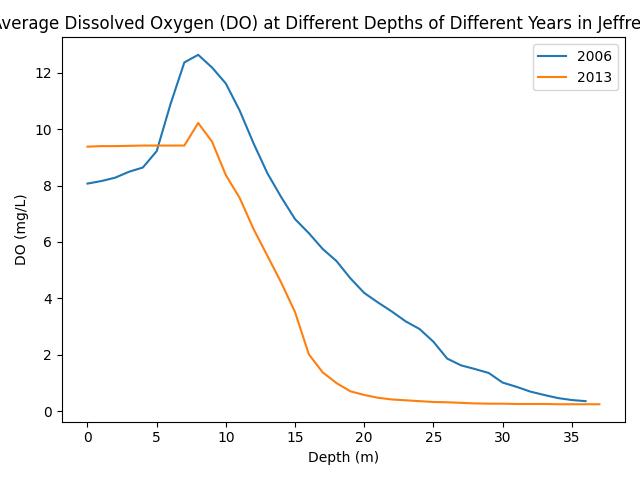 Average Dissolved Oxygen (DO) at Different Depths of Different Years in
2006
2013
12
10
8
6
4
2
0
DO (mg/L)
0 5 10 15 20 25 30 35
Depth (m)